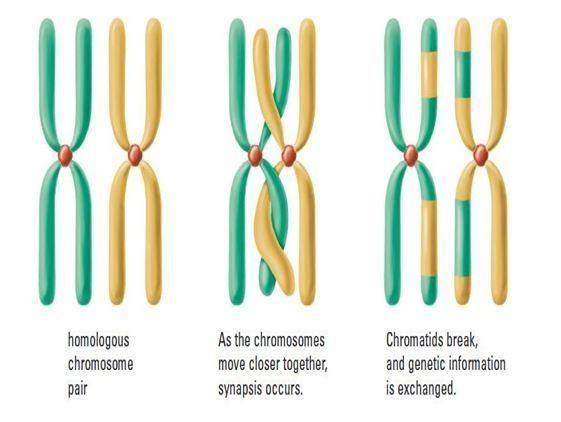 homologous
chromosome
pair
As the chromosomes
move closer together,
synapsis occurs.
Chromatids break,
and genetic information
is exchanged.